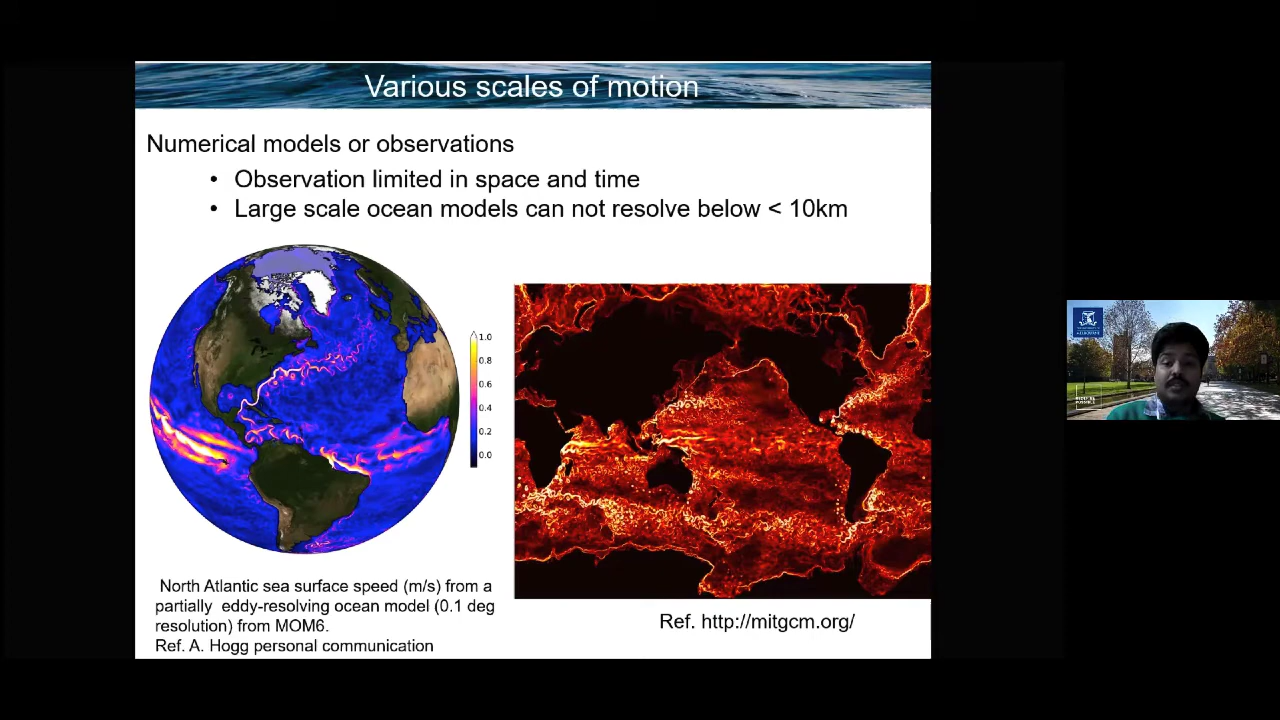 Various scales of motion
Numerical models or observations
• Observation limited in space and time
• Large scale ocean models can not resolve below < 10km
1.0
0.8
0.6
0.4
0.2
0.0
North Atlantic sea surface speed (m/s) from a
partially eddy-resolving ocean model (0.1 deg
resolution) from MOM6.
Ref. A. Hogg personal communication
Ref. http://mitgcm.org/
MELBOURNE